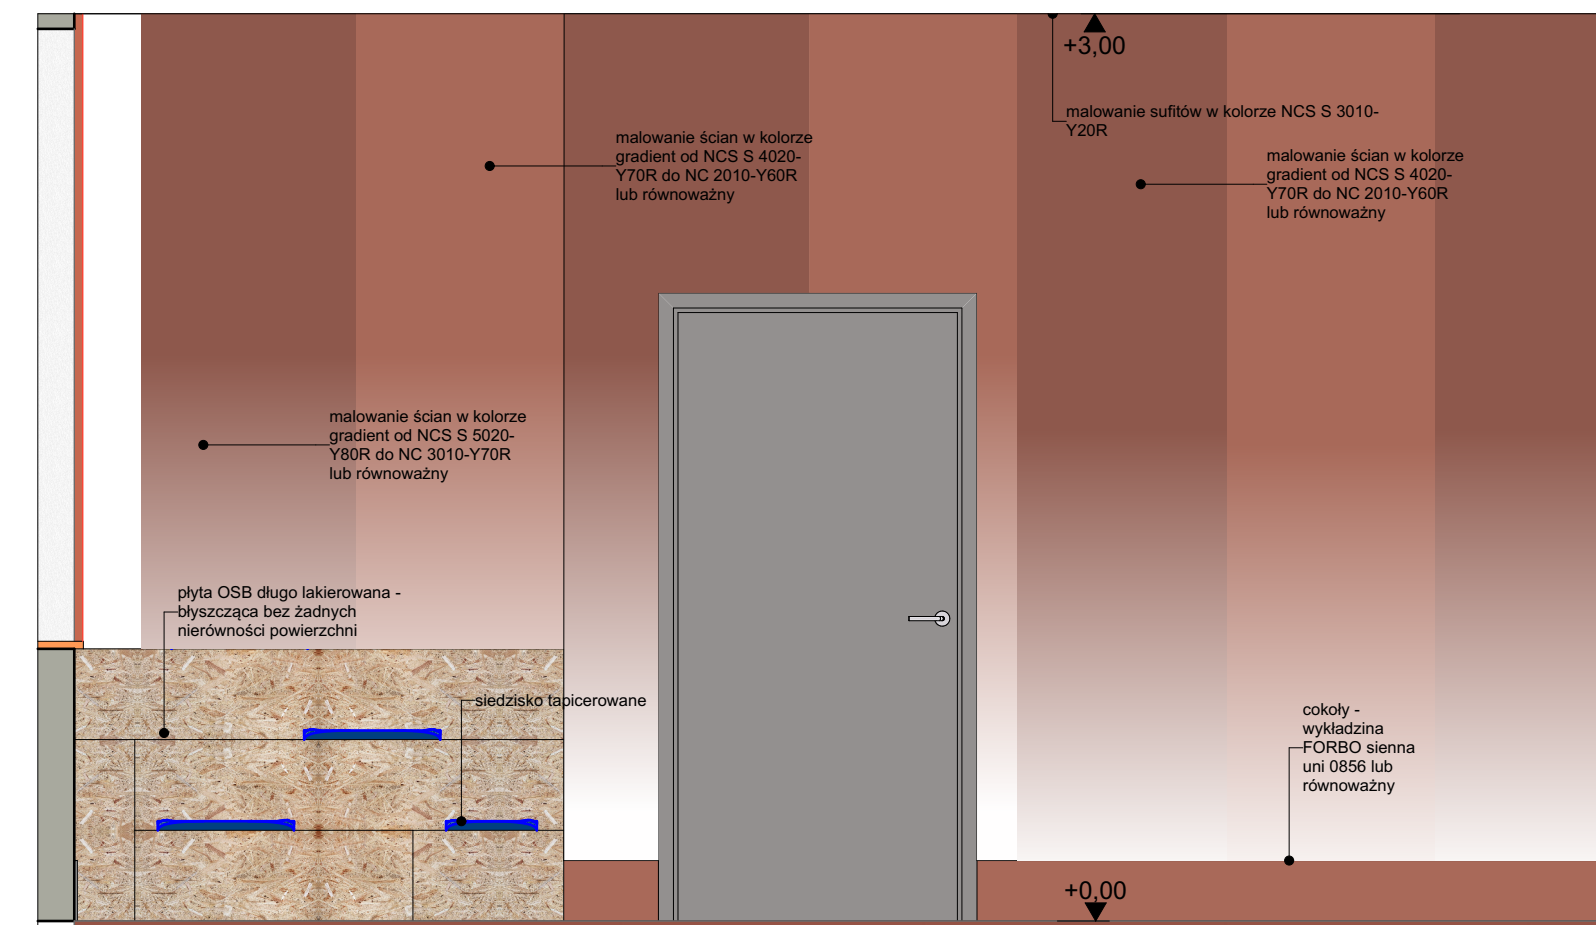 +3,00
malowanie sufitów w kolorze NCS S 3010-
Y20R
malowanie ścian w kolorze
gradient od NCS S 4020-
Y70R do NC 2010-Y60R
lub równoważny
malowanie ścian w kolorze
gradient od NCS S 4020-
Y70R do NC 2010-Y60R
lub równoważny
malowanie ścian w kolorze
gradient od NCS S 5020-
Y80R do NC 3010-Y70R
lub równoważny
płyta OSB długo lakierowana -
błyszcząca bez żadnych
nierówności powierzchni
siedzisko tapicerowane
cokoły -
wykładzina
FORBO sienna
uni 0856 lub
równoważny
+0,00